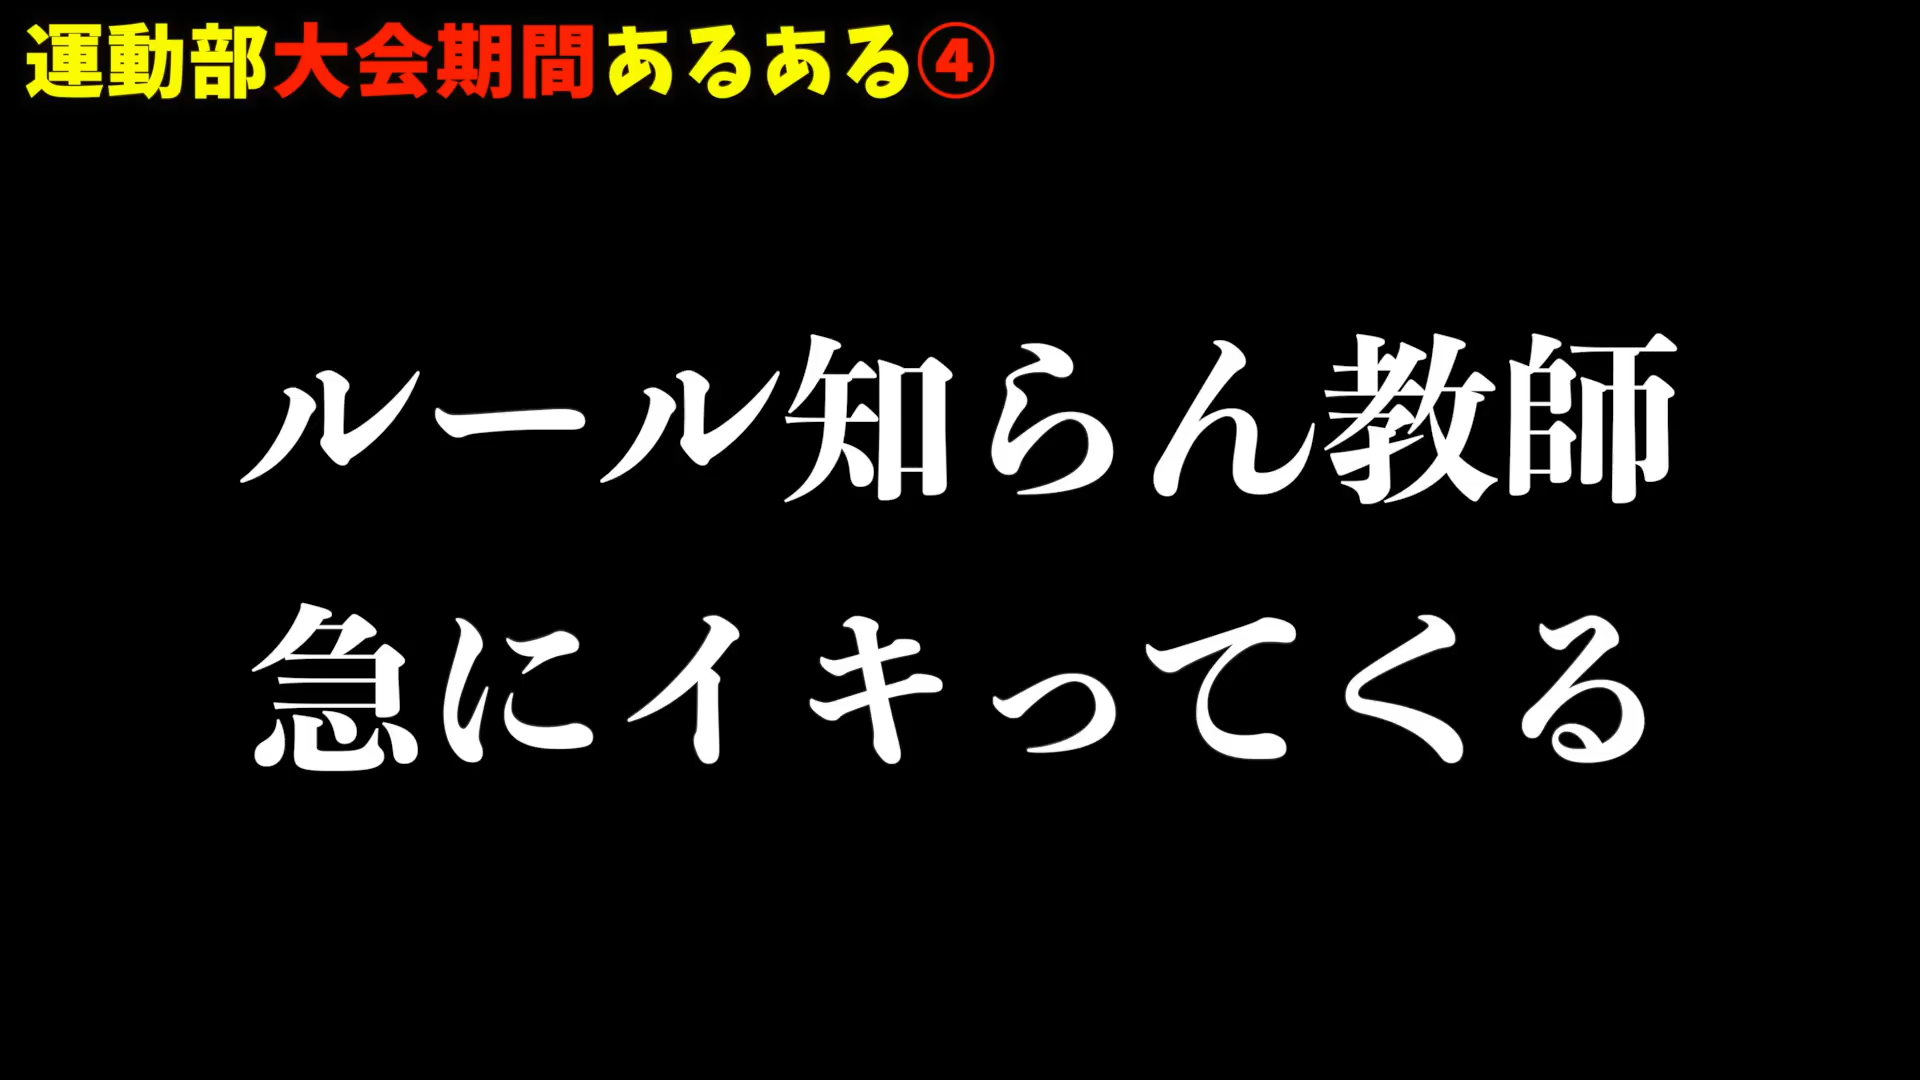 運動部大会期間あるある④
ルール知らん教師
急にイキってくる